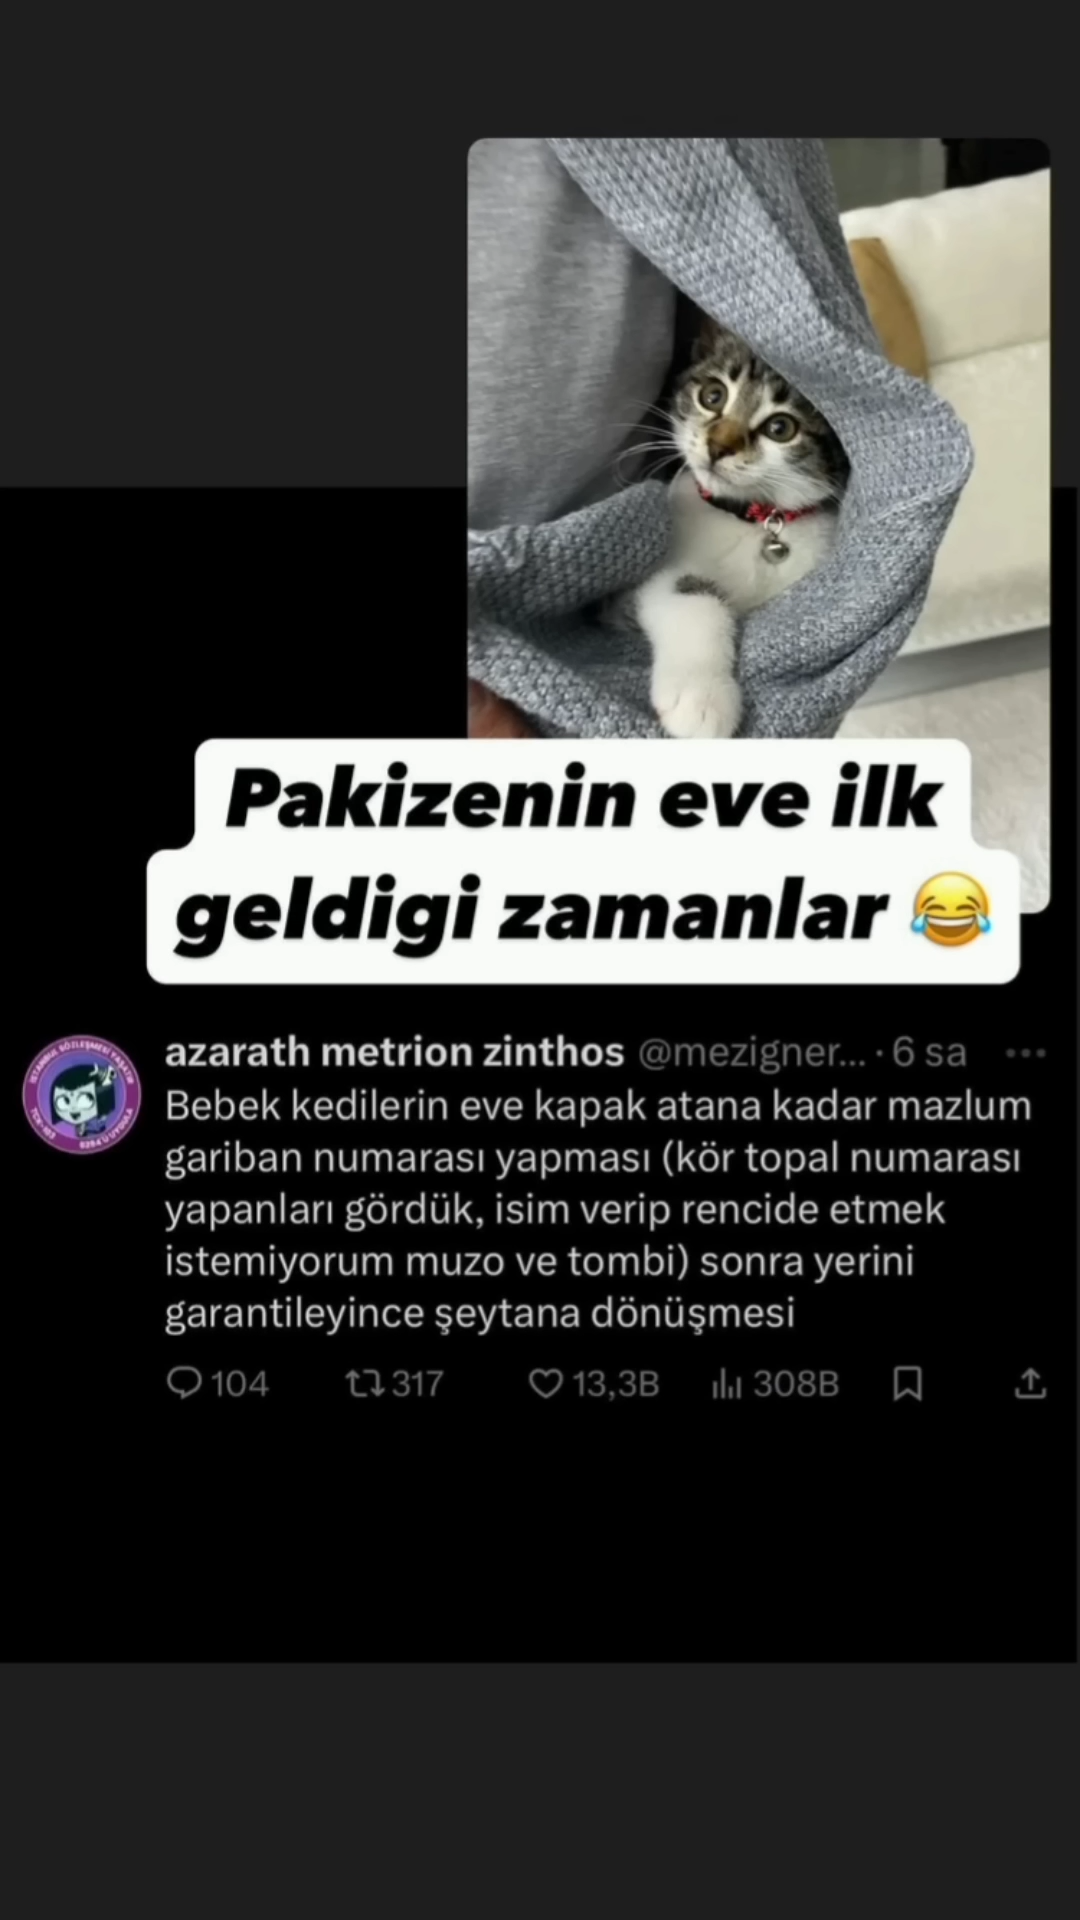 Pakizenin eve ilk
geldigi zamanlar 😂
azarath metrion zinthos @mezigner... · 6 sa
Bebek kedilerin eve kapak atana kadar mazlum
gariban numarası yapması (kör topal numarası
yapanları gördük, isim verip rencide etmek
istemiyorum muzo ve tombi) sonra yerini
garantileyince şeytana dönüşmesi
104 317 13,3B 308B